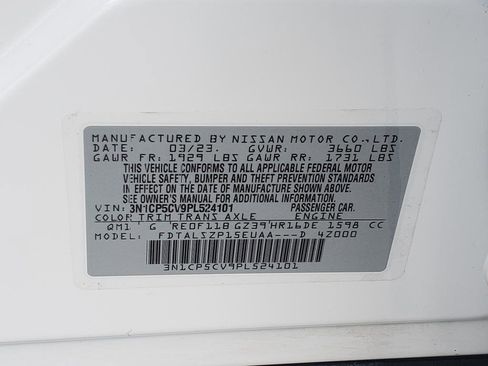 MANUFACTURED BY NISSAN MOTOR CO., LTD.
DATE: 03/23. GVWR: 3660 LBS
GAWR FR: 1929 LBS GAWR RR: 1731 LBS
THIS VEHICLE CONFORMS TO ALL APPLICABLE FEDERAL MOTOR
VEHICLE SAFETY, BUMPER AND THEFT PREVENTION STANDARDS
IN EFFECT ON THE DATE OF MANUFACTURE SHOWN ABOVE.
SEE OWNER'S MANUAL FOR ADDITIONAL INFORMATION.
VIN: 3N1CP5CV9PL524101 PASSENGER CAR.
COLOR TRIM TRANS AXLE ENGINE
QM1 ' G RE0F11B GZ39'HR16DE 1598 CC
FDTALSZP15EUAA---D 4Z000
3N1CP5CV9PL524101